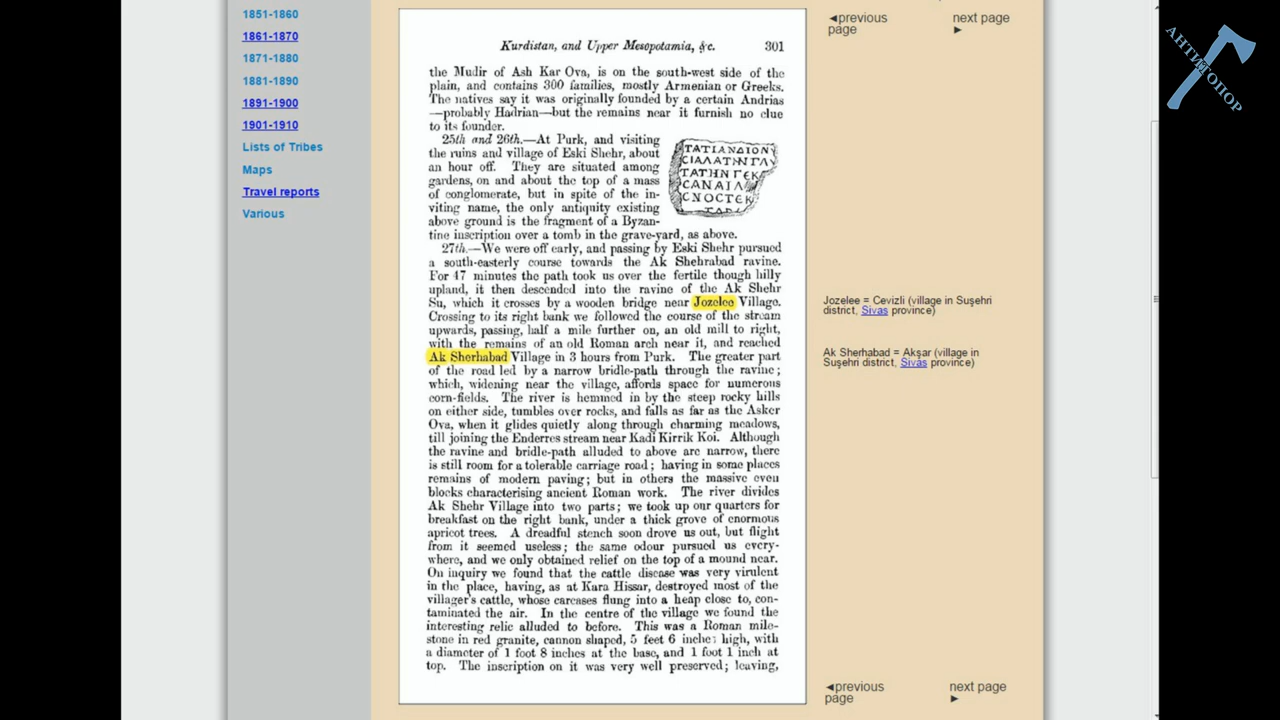 1851-1860
1861-1870
1871-1880
1881-1890
1891-1900
1901-1910
Lists of Tribes
Maps
Travel reports
Various
◄previous page
next page ►
Kurdistan, and Upper Mesopotamia, &c. 301
the Mudir of Ash Kar Ova, is on the south-west side of the
plain, and contains 300 families, mostly Armenian or Greeks.
The natives say it was originally founded by a certain Andrias
—probably Hadrian—but the remains near it furnish no clue
to its founder.
25th and 26th.—At Purk, and visiting
the ruins and village of Eski Shehr, about
an hour off. They are situated among
gardens, on and about the top of a mass
of conglomerate, but in spite of the in-
viting name, the only antiquity existing
above ground is the fragment of a Byzan-
tine inscription over a tomb in the grave-yard, as above.
ΤΑΤΙΑΝΔΙΟΝ
CΙΛΛΑΤΗΝΓΛ
ΤΑΤΗΝΓΕΚ
CΑΝΑΙΛ
CΝΟCΤΕΚ
27th.—We were off early, and passing by Eski Shehr pursued
a south-easterly course towards the Ak Shehrabad ravine.
For 47 minutes the path took us over the fertile though hilly
upland, it then descended into the ravine of the Ak Shehr
Su, which it crosses by a wooden bridge near Jozelee Village.
Crossing to its right bank we followed the course of the stream
upwards, passing, half a mile further on, an old mill to right,
with the remains of an old Roman arch near it, and reached
Ak Sherhabad Village in 3 hours from Purk. The greater part
of the road led by a narrow bridle-path through the ravine;
which, widening near the village, affords space for numerous
corn-fields. The river is hemmed in by the steep rocky hills
on either side, tumbles over rocks, and falls as far as the Asker
Ova, when it glides quietly along through charming meadows,
till joining the Enderres stream near Kadi Kirrik Koi. Although
the ravine and bridle-path alluded to above are narrow, there
is still room for a tolerable carriage road; having in some places
remains of modern paving; but in others the massive even
blocks characterising ancient Roman work. The river divides
Ak Shehr Village into two parts; we took up our quarters for
breakfast on the right bank, under a thick grove of enormous
apricot trees. A dreadful stench soon drove us out, but flight
from it seemed useless; the same odour pursued us every-
where, and we only obtained relief on the top of a mound near.
On inquiry we found that the cattle disease was very virulent
in the place, having, as at Kara Hissar, destroyed most of the
villager's cattle, whose carcases flung into a heap close to, con-
taminated the air. In the centre of the village we found the
interesting relic alluded to before. This was a Roman mile-
stone in red granite, cannon shaped, 5 feet 6 inches high, with
a diameter of 1 foot 8 inches at the base, and 1 foot 1 inch at
top. The inscription on it was very well preserved; leaving,
Jozelee = Cevizli (village in Suşehri
district, Sivas province)
Ak Sherhabad = Akşar (village in
Suşehri district, Sivas province)
◄previous page
next page ►
АНТИТОПОР